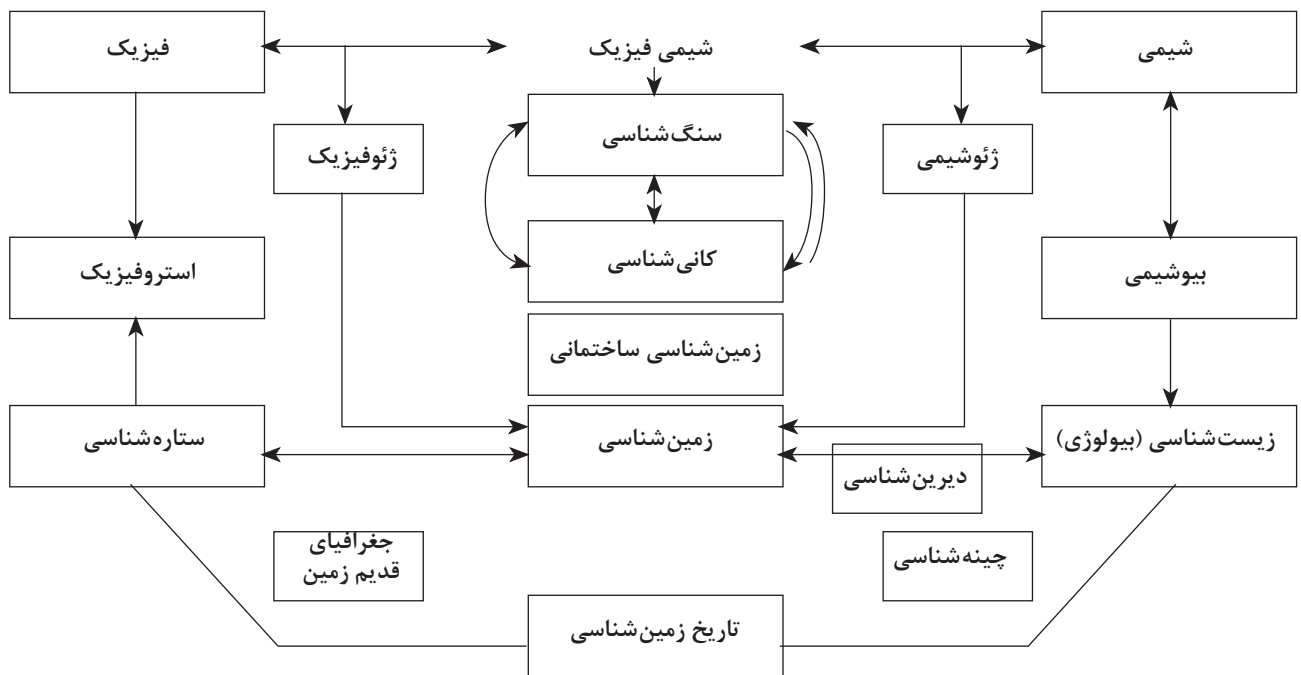 شیمی
شیمی فیزیک
فیزیک
سنگ‌شناسی
ژئوشیمی
ژئوفیزیک
کانی‌شناسی
بیوشیمی
استروفیزیک
زمین‌شناسی ساختمانی
زیست‌شناسی (بیولوژی)
زمین‌شناسی
ستاره‌شناسی
دیرین‌شناسی
چینه‌شناسی
جغرافیای
قدیم زمین
تاریخ زمین‌شناسی